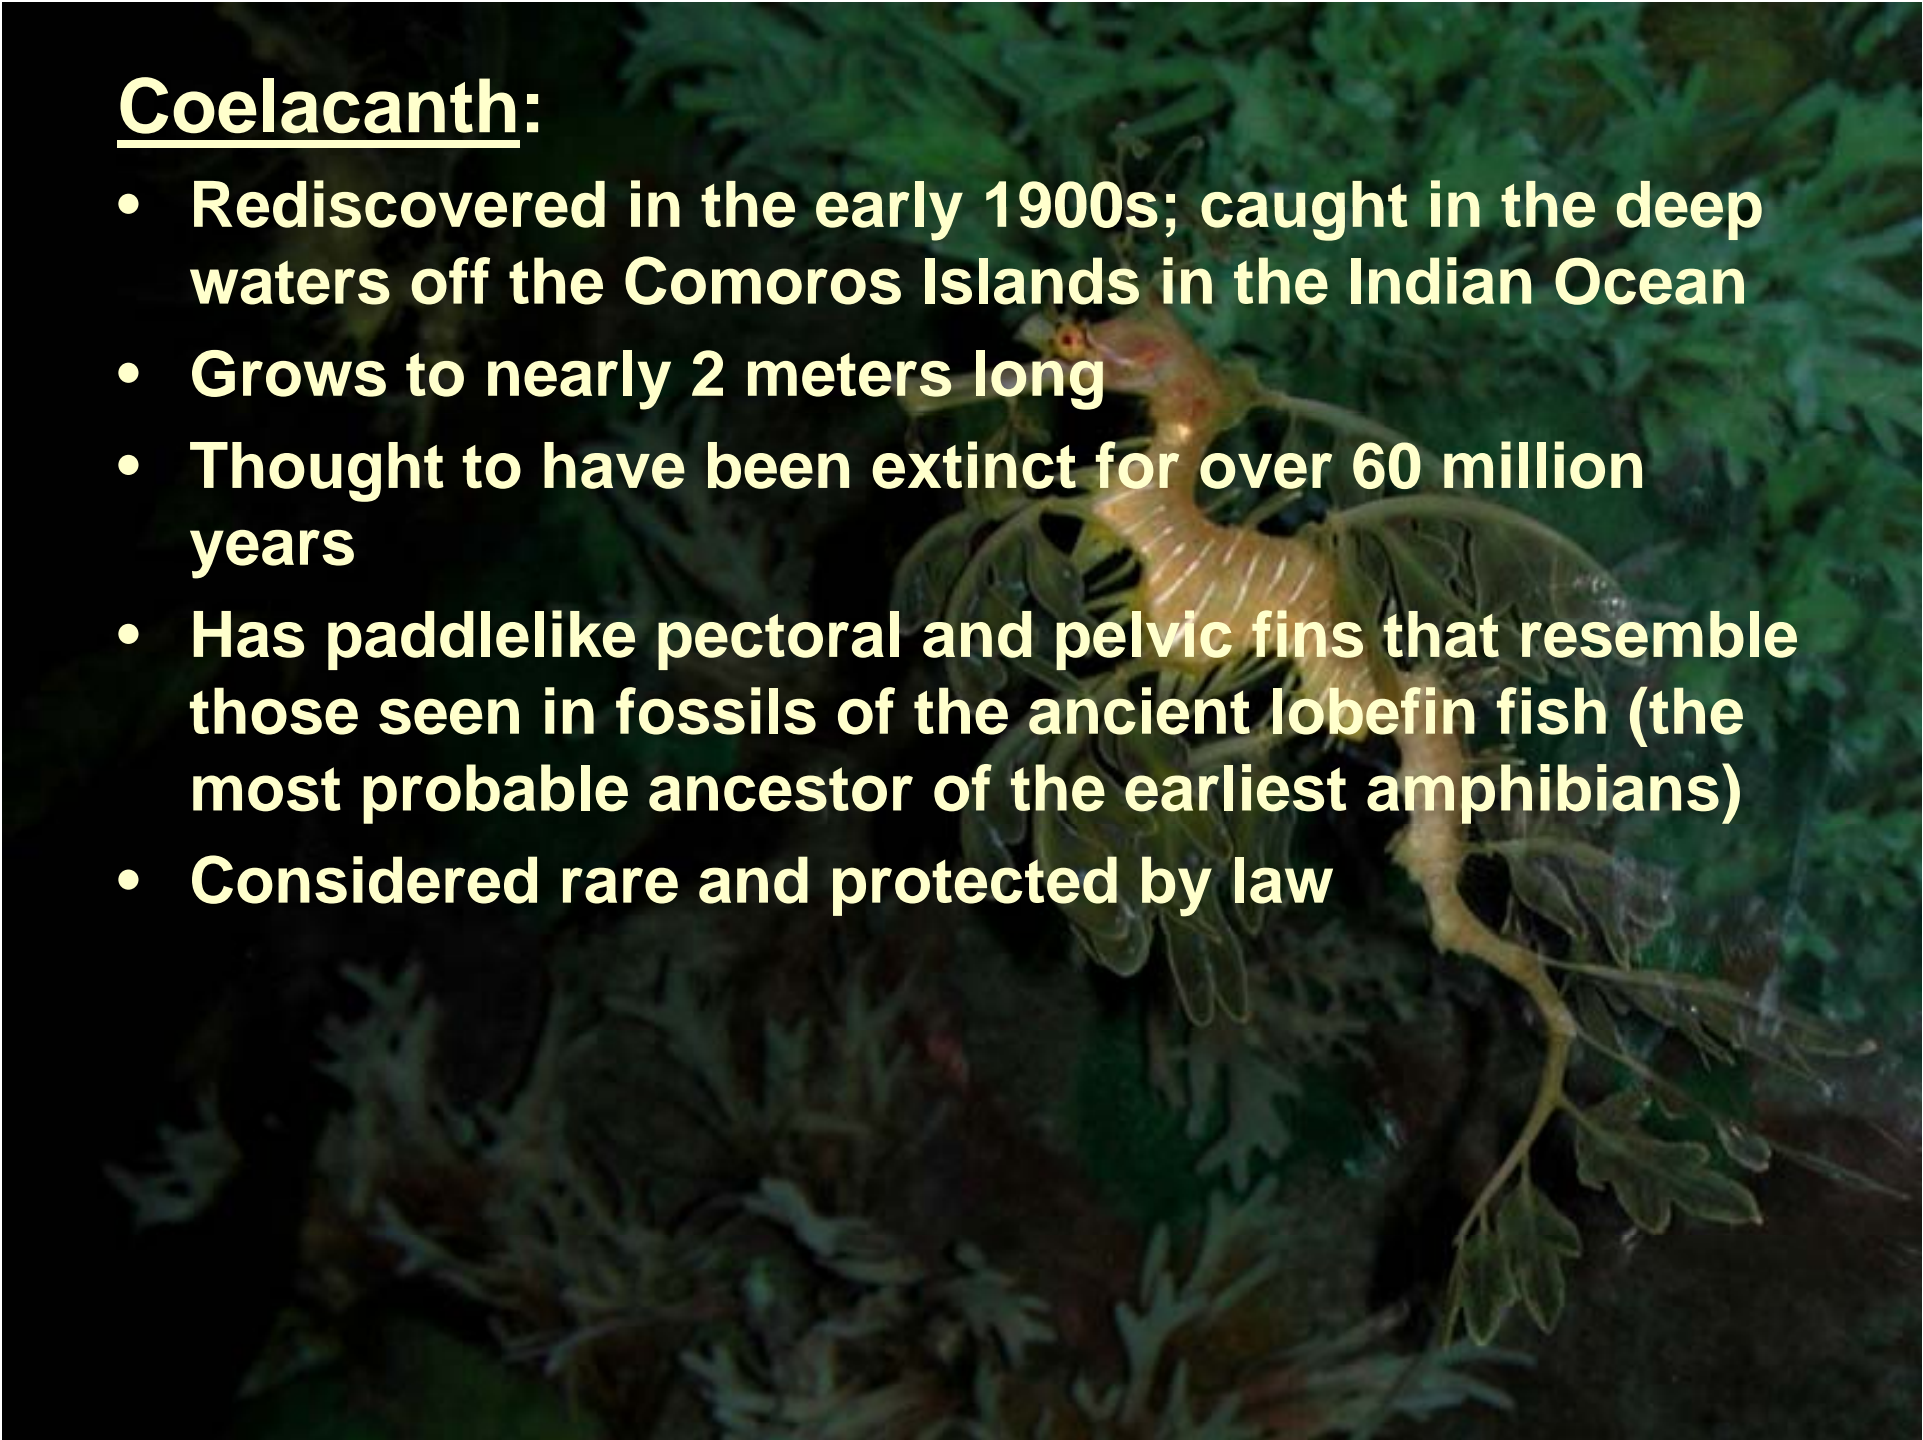 Coelacanth:
• Rediscovered in the early 1900s; caught in the deep
waters off the Comoros Islands in the Indian Ocean
• Grows to nearly 2 meters long
• Thought to have been extinct for over 60 million
years
• Has paddlelike pectoral and pelvic fins that resemble
those seen in fossils of the ancient lobefin fish (the
most probable ancestor of the earliest amphibians)
• Considered rare and protected by law